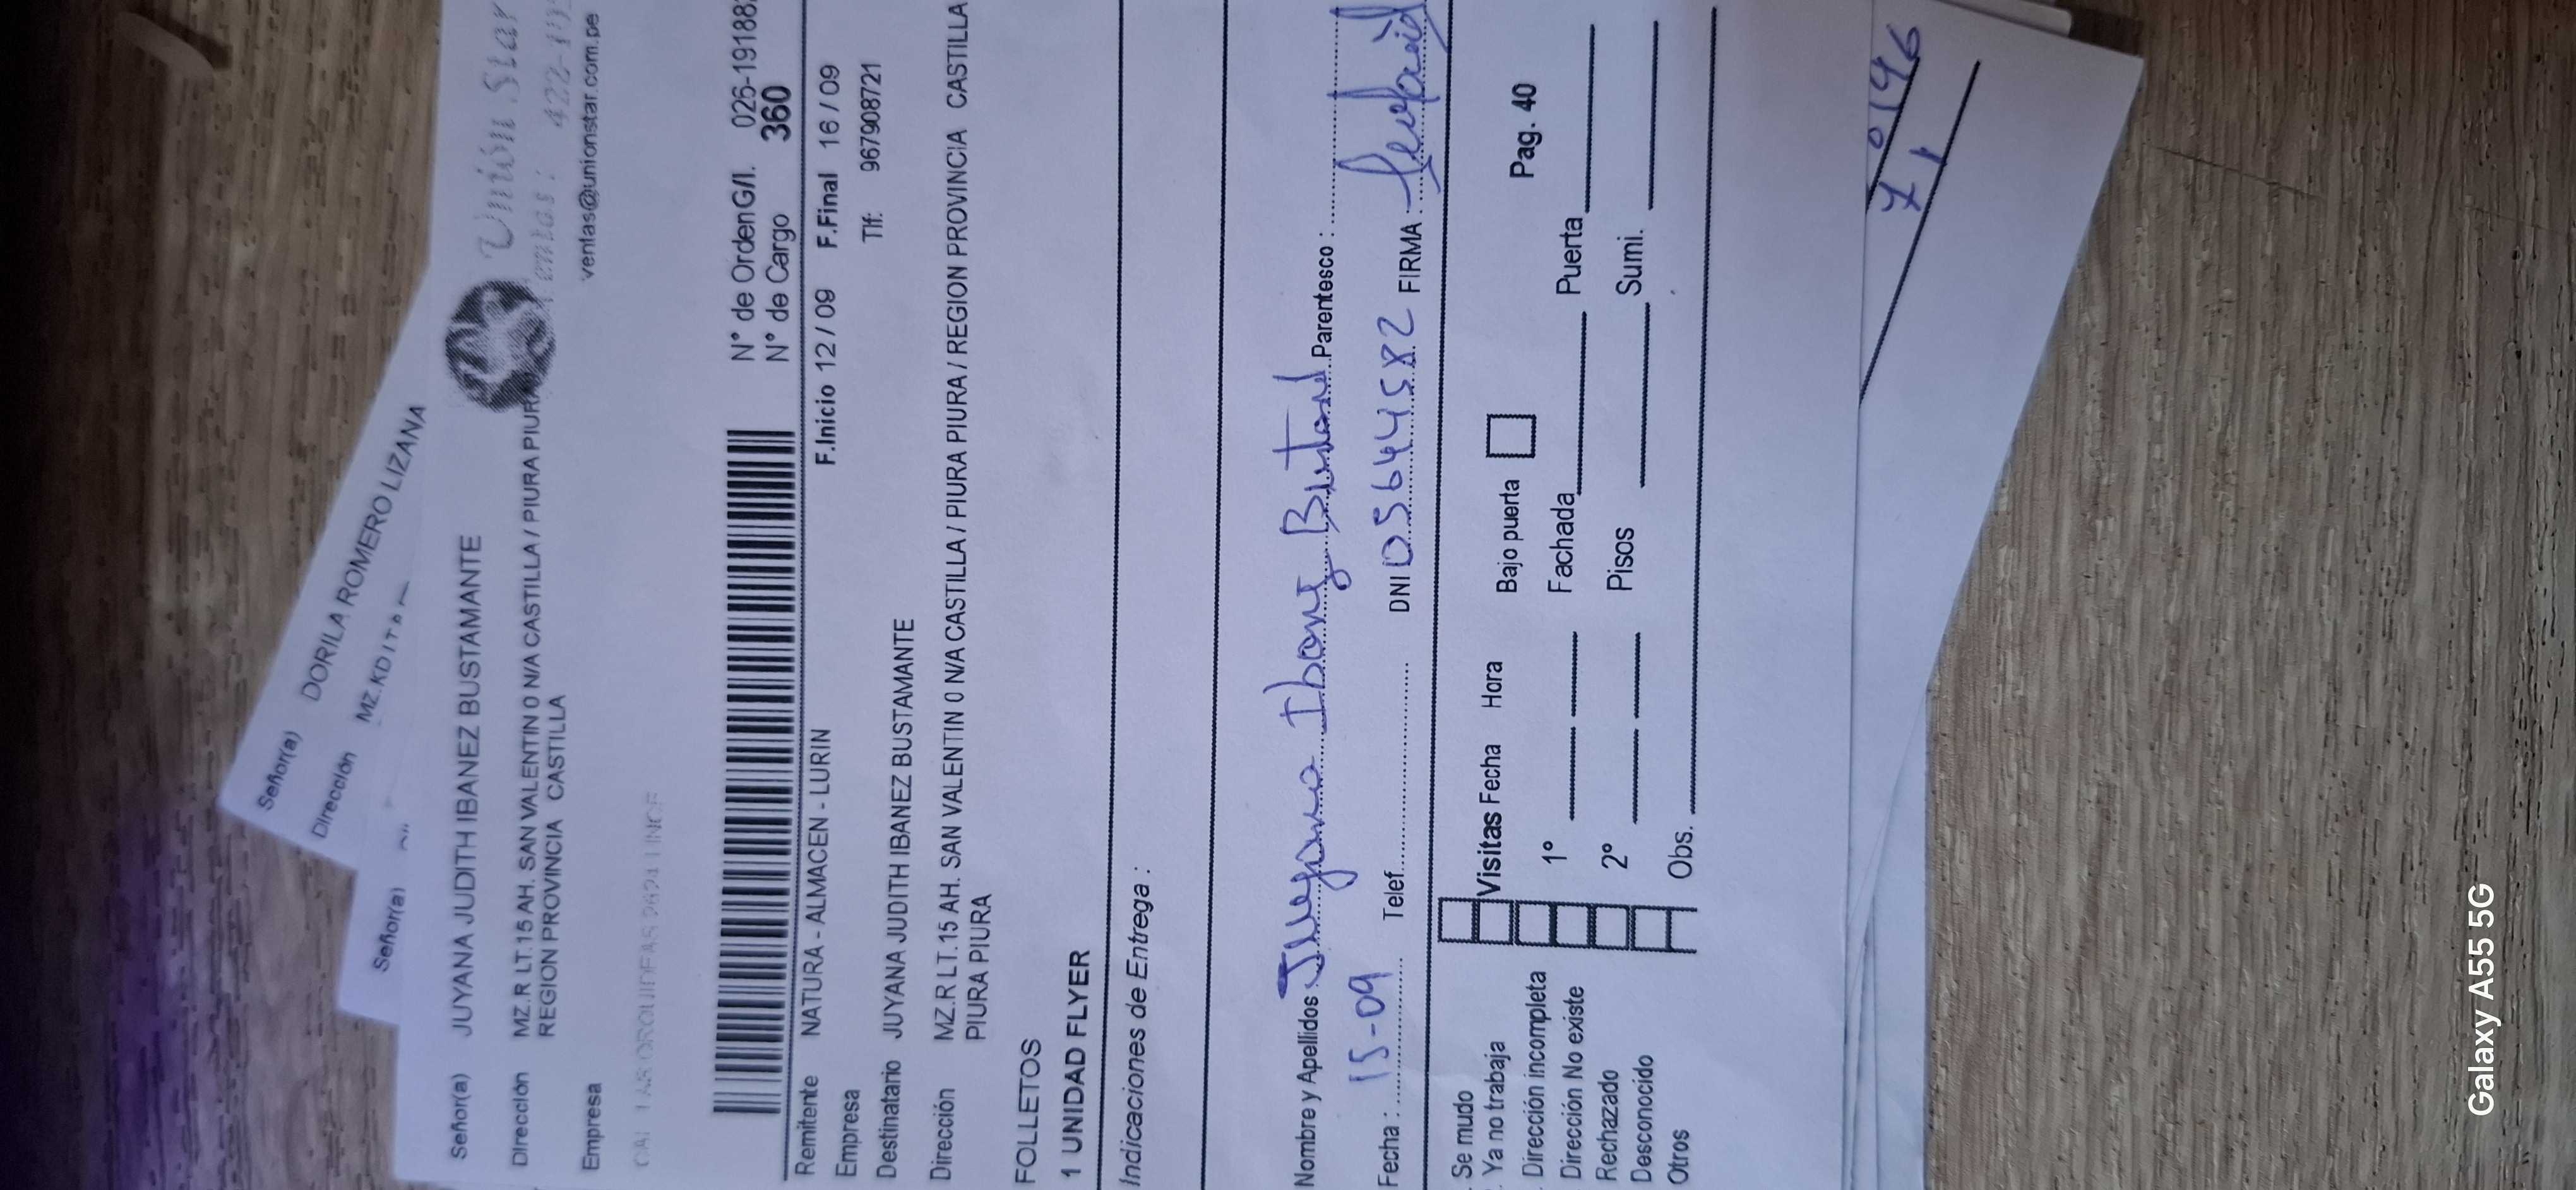 Señor(a) DORILA ROMERO LIZANA
Dirección MZ.KD LT
Señor(a)
Unión Star
ventas@unionstar.com.pe
Señor(a) JUYANA JUDITH IBANEZ BUSTAMANTE
Dirección MZ.R LT.15 AH. SAN VALENTIN 0 N/A CASTILLA / PIURA PIURA
REGION PROVINCIA CASTILLA
Empresa
N° de OrdenG/I. 026-19188
N° de Cargo 360
Remitente NATURA - ALMACEN - LURIN F.Inicio 12 / 09 F.Final 16 / 09
Empresa Tlf: 967908721
Destinatario JUYANA JUDITH IBANEZ BUSTAMANTE
Dirección MZ.R LT.15 AH. SAN VALENTIN 0 N/A CASTILLA / PIURA PIURA / REGION PROVINCIA CASTILLA
PIURA PIURA
FOLLETOS
1 UNIDAD FLYER
Indicaciones de Entrega :
Nombre y Apellidos : Parentesco :
Fecha : 15-09 Telef. DNI 05644582 FIRMA :
Se mudo
Ya no trabaja Visitas Fecha Hora Bajo puerta Pag. 40
Dirección incompleta
Dirección No existe 1° Fachada Puerta
Rechazado
Desconocido 2° Pisos Sumi.
Otros Obs.
Galaxy A55 5G